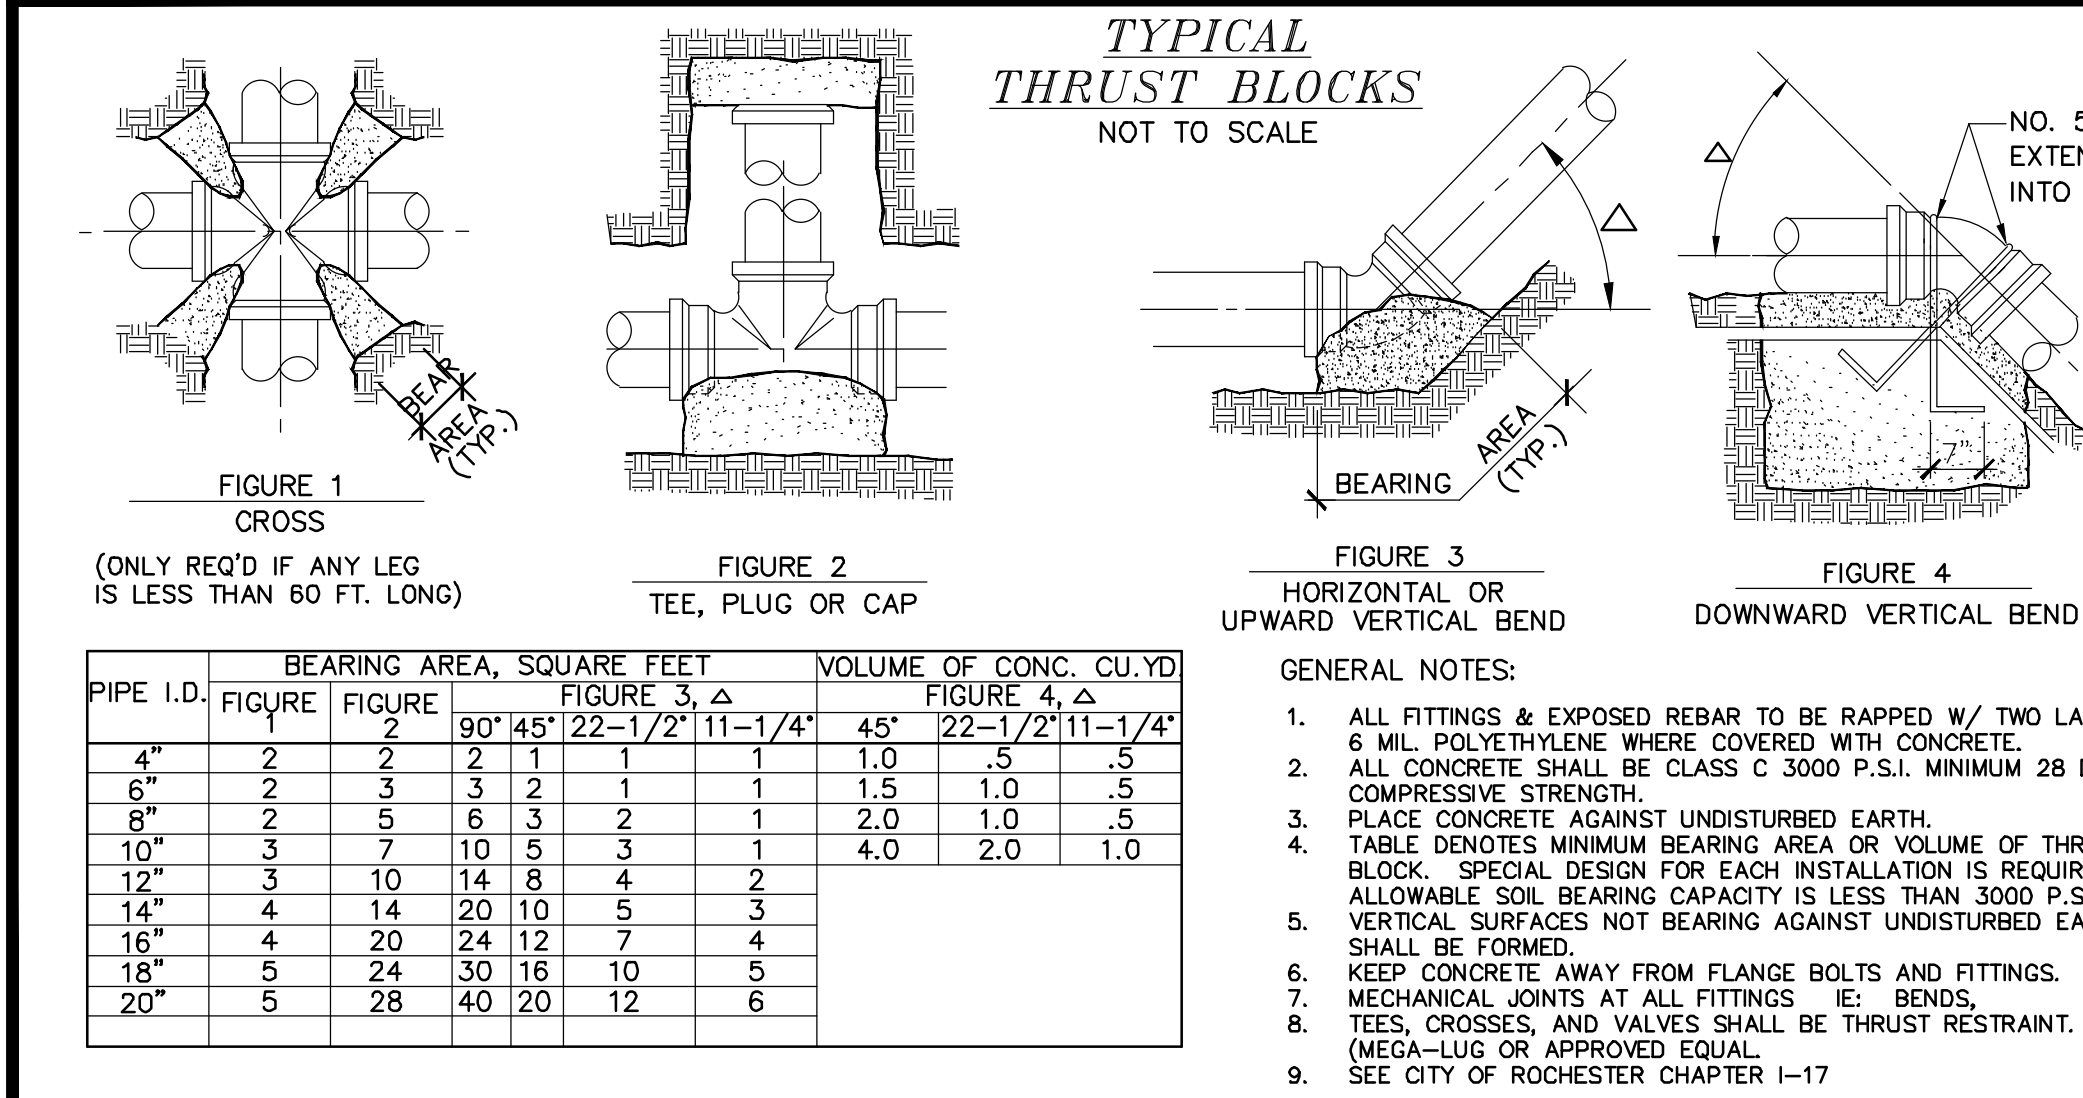 TYPICAL
THRUST BLOCKS
NOT TO SCALE
BEAR
AREA
(TYP.)
FIGURE 1
CROSS
(ONLY REQ'D IF ANY LEG
IS LESS THAN 60 FT. LONG)
FIGURE 2
TEE, PLUG OR CAP
△
BEARING
AREA
(TYP.)
FIGURE 3
HORIZONTAL OR
UPWARD VERTICAL BEND
△
NO. 5
EXTEN
INTO
7"
FIGURE 4
DOWNWARD VERTICAL BEND
PIPE I.D. BEARING AREA, SQUARE FEET VOLUME OF CONC. CU.YD.
FIGURE 1 FIGURE 2 FIGURE 3, △ FIGURE 4, △
90° 45° 22-1/2° 11-1/4° 45° 22-1/2° 11-1/4°
4" 2 2 2 1 1 1 1.0 .5 .5
6" 2 3 3 2 1 1 1.5 1.0 .5
8" 2 5 6 3 2 1 2.0 1.0 .5
10" 3 7 10 5 3 1 4.0 2.0 1.0
12" 3 10 14 8 4 2
14" 4 14 20 10 5 3
16" 4 20 24 12 7 4
18" 5 24 30 16 10 5
20" 5 28 40 20 12 6
GENERAL NOTES:
1. ALL FITTINGS & EXPOSED REBAR TO BE RAPPED W/ TWO LA
6 MIL. POLYETHYLENE WHERE COVERED WITH CONCRETE.
2. ALL CONCRETE SHALL BE CLASS C 3000 P.S.I. MINIMUM 28 D
COMPRESSIVE STRENGTH.
3. PLACE CONCRETE AGAINST UNDISTURBED EARTH.
4. TABLE DENOTES MINIMUM BEARING AREA OR VOLUME OF THR
BLOCK. SPECIAL DESIGN FOR EACH INSTALLATION IS REQUIR
ALLOWABLE SOIL BEARING CAPACITY IS LESS THAN 3000 P.S
5. VERTICAL SURFACES NOT BEARING AGAINST UNDISTURBED EA
SHALL BE FORMED.
6. KEEP CONCRETE AWAY FROM FLANGE BOLTS AND FITTINGS.
7. MECHANICAL JOINTS AT ALL FITTINGS IE: BENDS,
8. TEES, CROSSES, AND VALVES SHALL BE THRUST RESTRAINT.
(MEGA-LUG OR APPROVED EQUAL.
9. SEE CITY OF ROCHESTER CHAPTER I-17